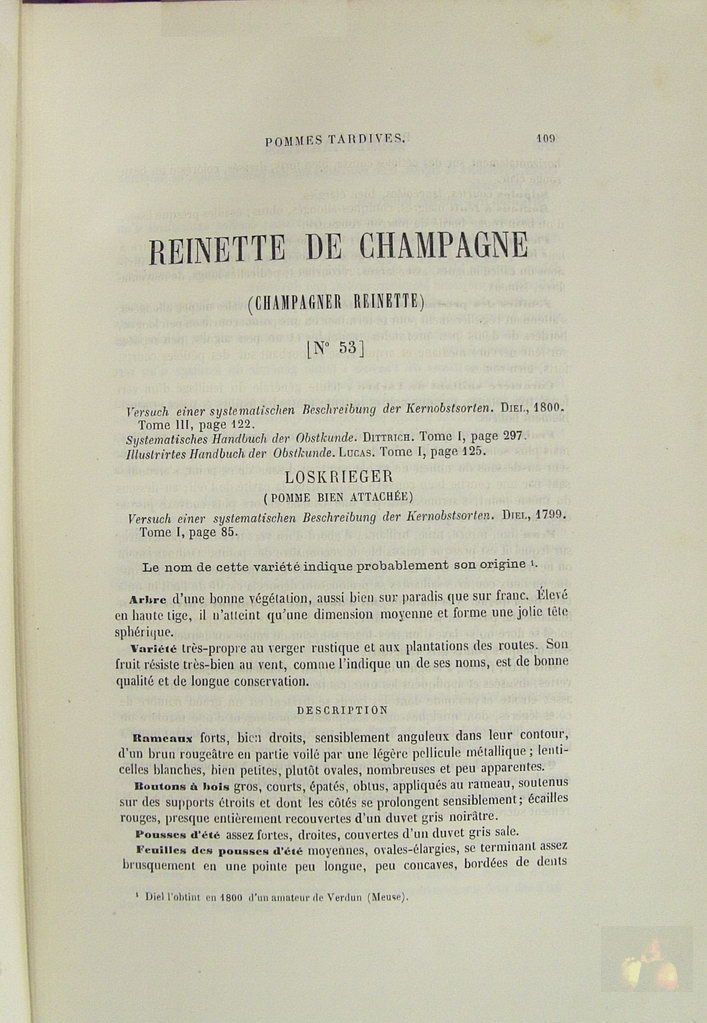 POMMES TARDIVES. 109
REINETTE DE CHAMPAGNE
(CHAMPAGNER REINETTE)
[N° 53]
Versuch einer systematischen Beschreibung der Kernobstsorten. DIEL, 1800.
Tome III, page 122.
Systematisches Handbuch der Obstkunde. DITTRICH. Tome I, page 297.
Illustrirtes Handbuch der Obstkunde. LUCAS. Tome I, page 125.
LOSKRIEGER
(POMME BIEN ATTACHÉE)
Versuch einer systematischen Beschreibung der Kernobstsorten. DIEL, 1799.
Tome I, page 85.
Le nom de cette variété indique probablement son origine ¹.
Arbre d'une bonne végétation, aussi bien sur paradis que sur franc. Élevé
en haute tige, il n'atteint qu'une dimension moyenne et forme une jolie tête
sphérique.
Variété très-propre au verger rustique et aux plantations des routes. Son
fruit résiste très-bien au vent, comme l'indique un de ses noms, est de bonne
qualité et de longue conservation.
DESCRIPTION
Rameaux forts, bien droits, sensiblement anguleux dans leur contour,
d'un brun rougeâtre en partie voilé par une légère pellicule métallique ; lenti-
celles blanches, bien petites, plutôt ovales, nombreuses et peu apparentes.
Boutons à bois gros, courts, épatés, obtus, appliqués au rameau, soutenus
sur des supports étroits et dont les côtés se prolongent sensiblement ; écailles
rouges, presque entièrement recouvertes d'un duvet gris noirâtre.
Pousses d'été assez fortes, droites, couvertes d'un duvet gris sale.
Feuilles des pousses d'été moyennes, ovales-élargies, se terminant assez
brusquement en une pointe peu longue, peu concaves, bordées de dents
¹ Diel l'obtint en 1800 d'un amateur de Verdun (Meuse).